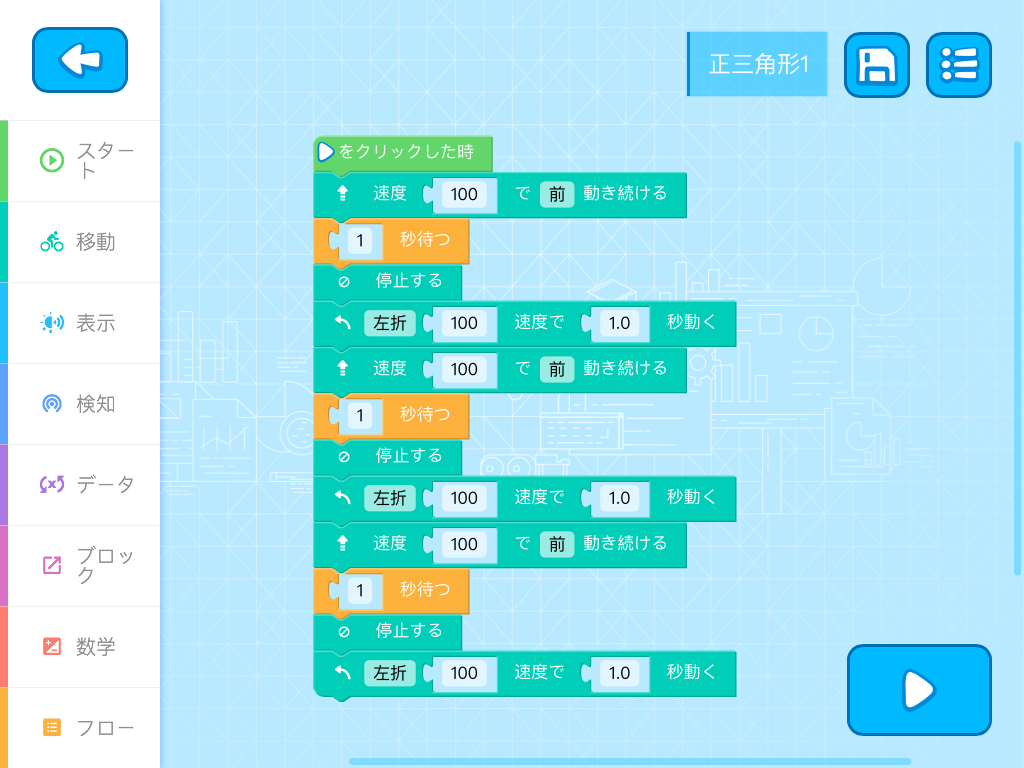 正三角形1
スター
ト
移動
表示
検知
データ
ブロッ
ク
数学
フロー
をクリックした時
速度 100 で 前 動き続ける
1 秒待つ
停止する
左折 100 速度で 1.0 秒動く
速度 100 で 前 動き続ける
1 秒待つ
停止する
左折 100 速度で 1.0 秒動く
速度 100 で 前 動き続ける
1 秒待つ
停止する
左折 100 速度で 1.0 秒動く